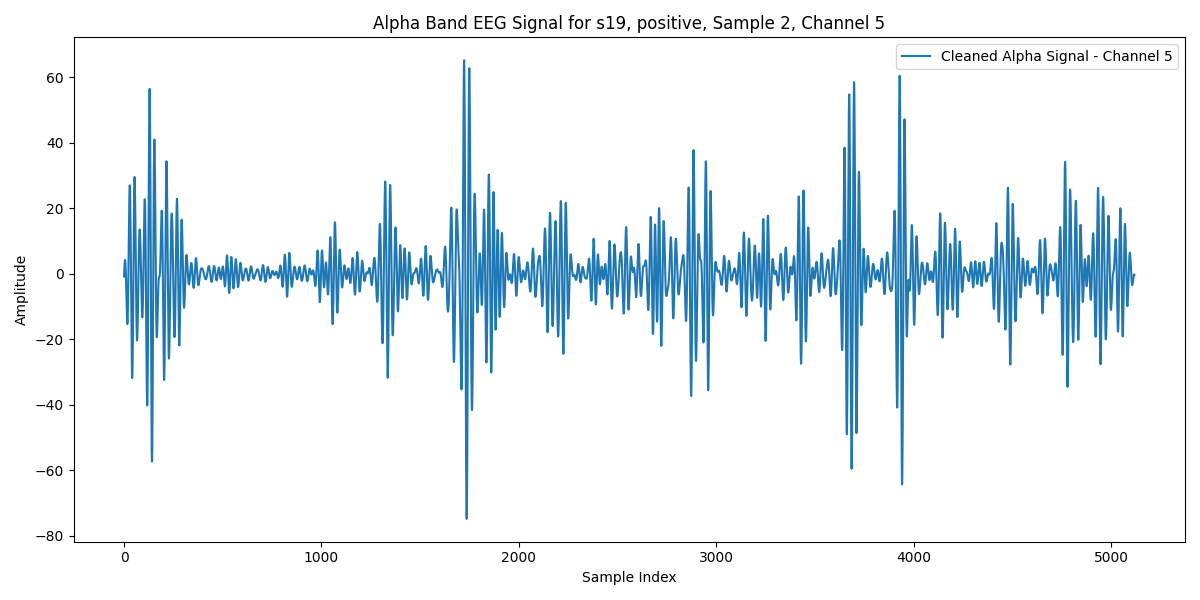 Alpha Band EEG Signal for s19, positive, Sample 2, Channel 5
Cleaned Alpha Signal - Channel 5
60
40
20
0
−20
−40
−60
−80
Amplitude
0 1000 2000 3000 4000 5000
Sample Index